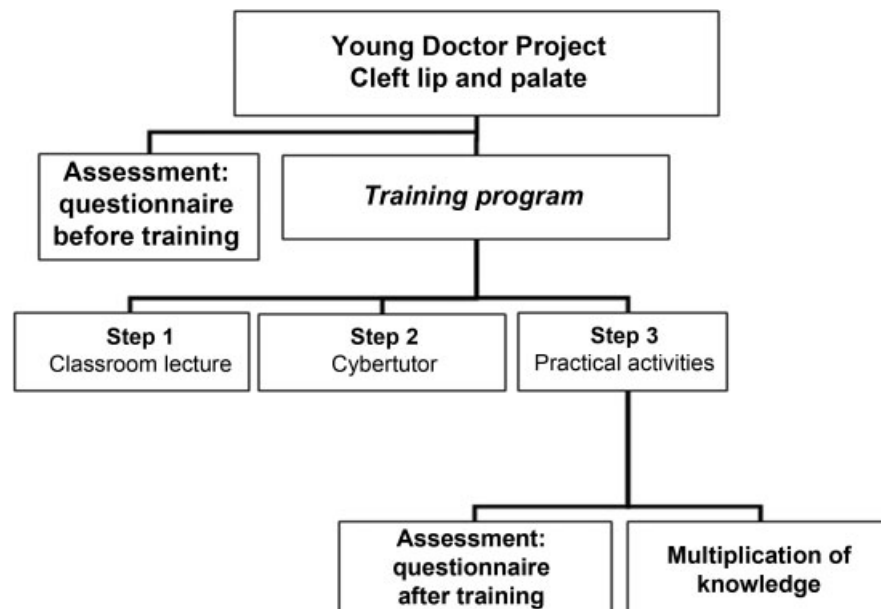 Young Doctor Project
Cleft lip and palate
Assessment:
questionnaire
before training
Training program
Step 1
Classroom lecture
Step 2
Cybertutor
Step 3
Practical activities
Assessment:
questionnaire
after training
Multiplication of
knowledge